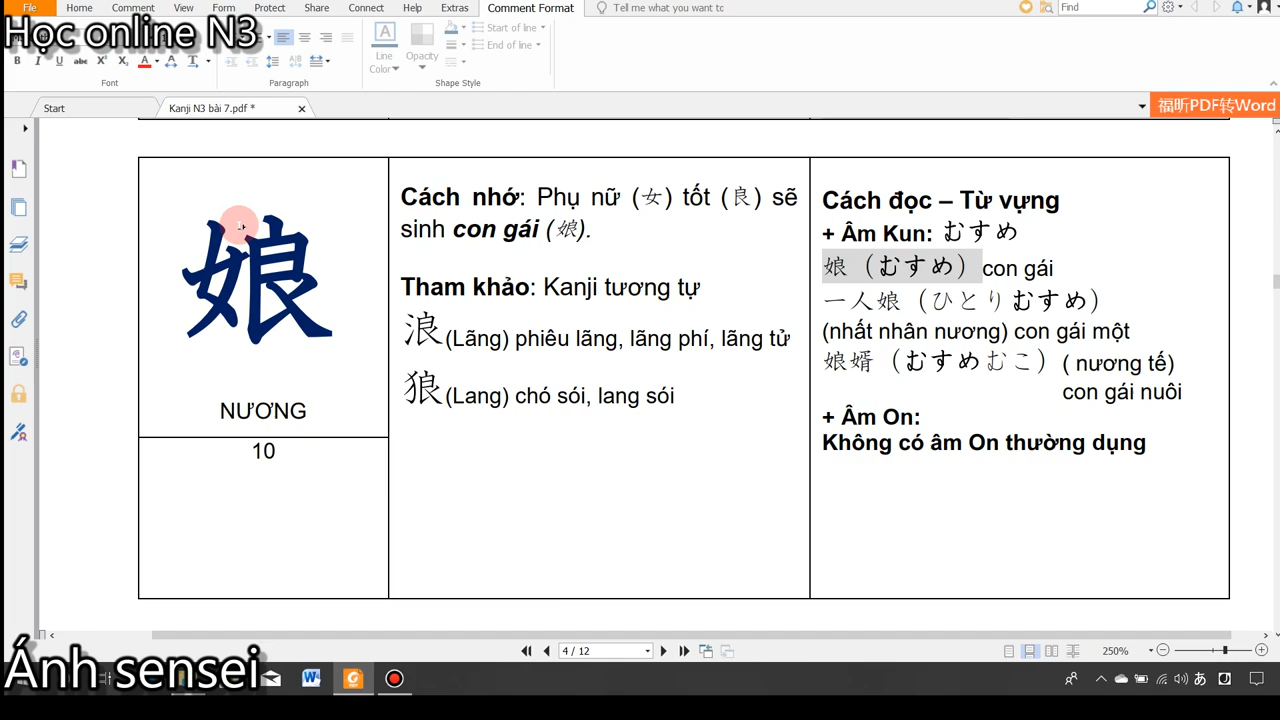 File Home Comment View Form Protect Share Connect Help Extras Comment Format Tell me what you want tc Find
Học online N3
Line Color
Opacity
Start of line
End of line
Font Paragraph Shape Style
Start Kanji N3 bài 7.pdf * 福昕PDF转Word
娘
NƯƠNG
10
Cách nhớ: Phụ nữ (女) tốt (良) sẽ
sinh con gái (娘).
Tham khảo: Kanji tương tự
浪(Lãng) phiêu lãng, lãng phí, lãng tử
狼(Lang) chó sói, lang sói
Cách đọc – Từ vựng
+ Âm Kun: むすめ
娘（むすめ）con gái
一人娘（ひとりむすめ）
(nhất nhân nương) con gái một
娘婿（むすめむこ）( nương tế)
con gái nuôi
+ Âm On:
Không có âm On thường dụng
4 / 12
250%
Ánh sensei
あ